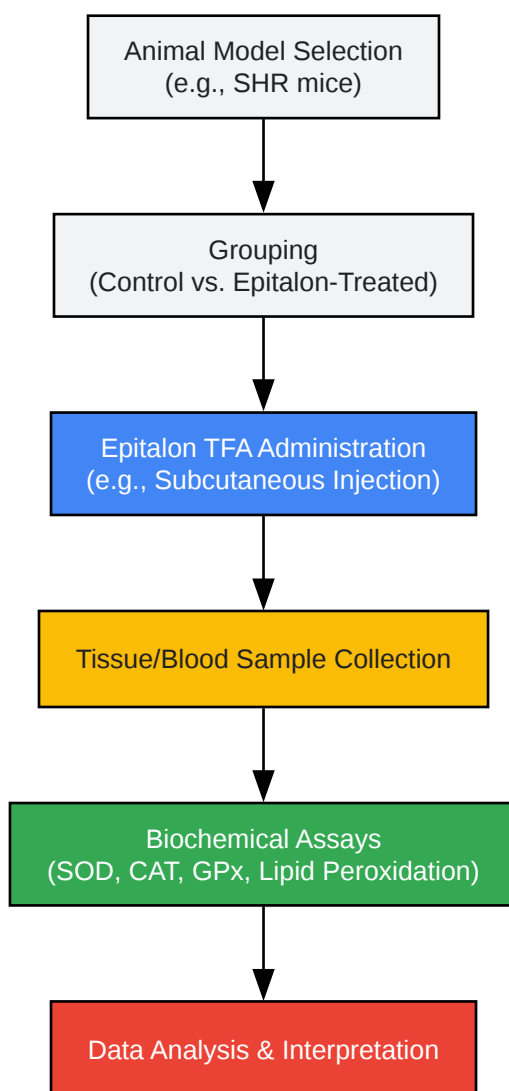 Animal Model Selection
(e.g., SHR mice)
Grouping
(Control vs. Epitalon-Treated)
Epitalon TFA Administration
(e.g., Subcutaneous Injection)
Tissue/Blood Sample Collection
Biochemical Assays
(SOD, CAT, GPx, Lipid Peroxidation)
Data Analysis & Interpretation